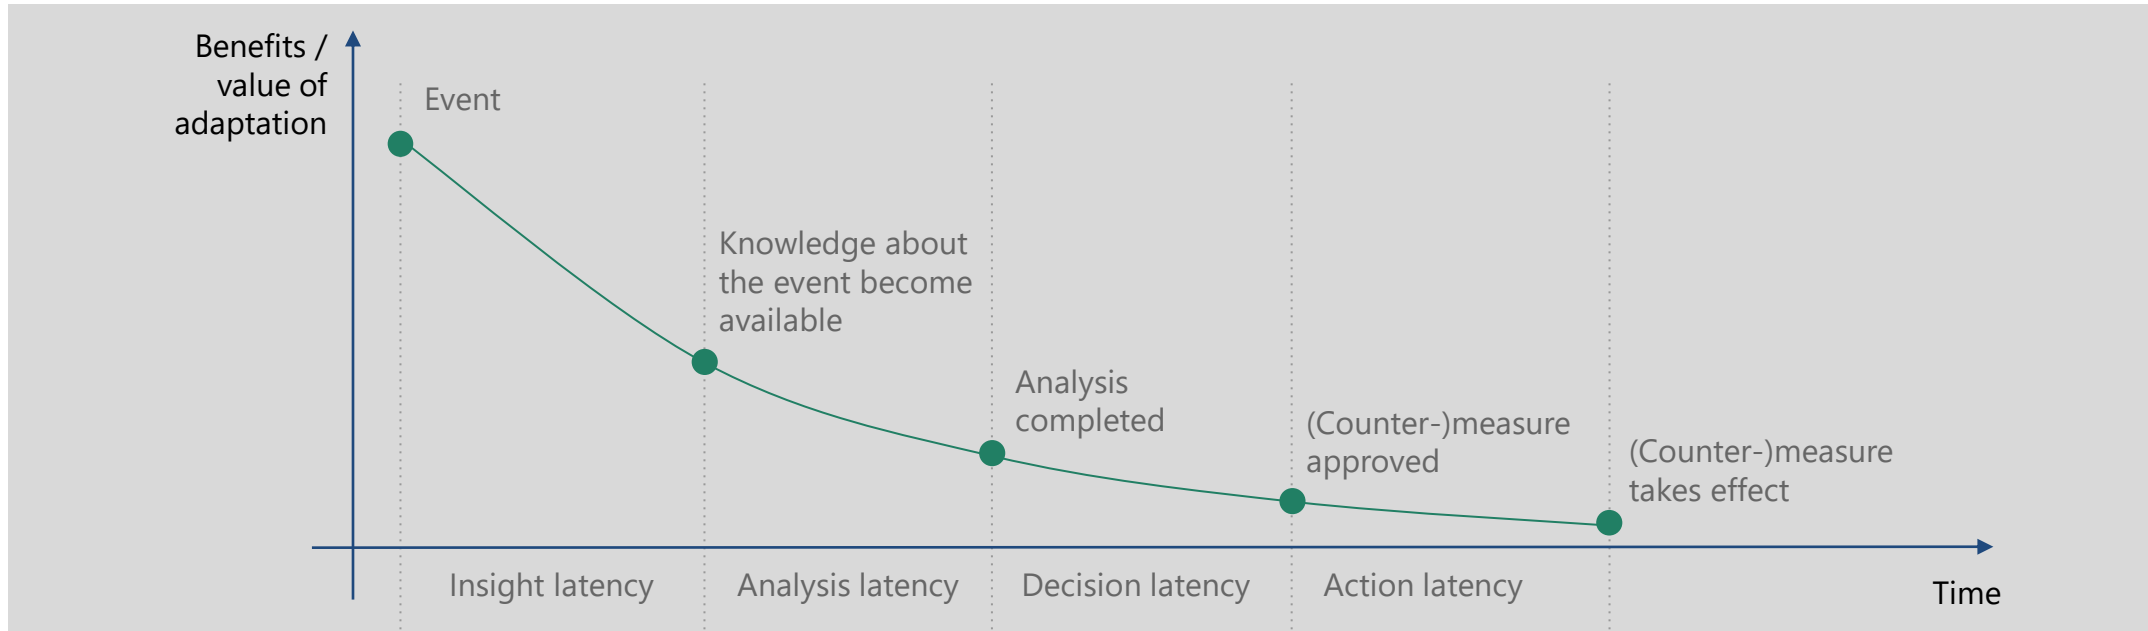 Benefits /
value of
adaptation
Event
Knowledge about
the event become
available
Analysis
completed
(Counter-)measure
approved
(Counter-)measure
takes effect
Insight latency
Analysis latency
Decision latency
Action latency
Time